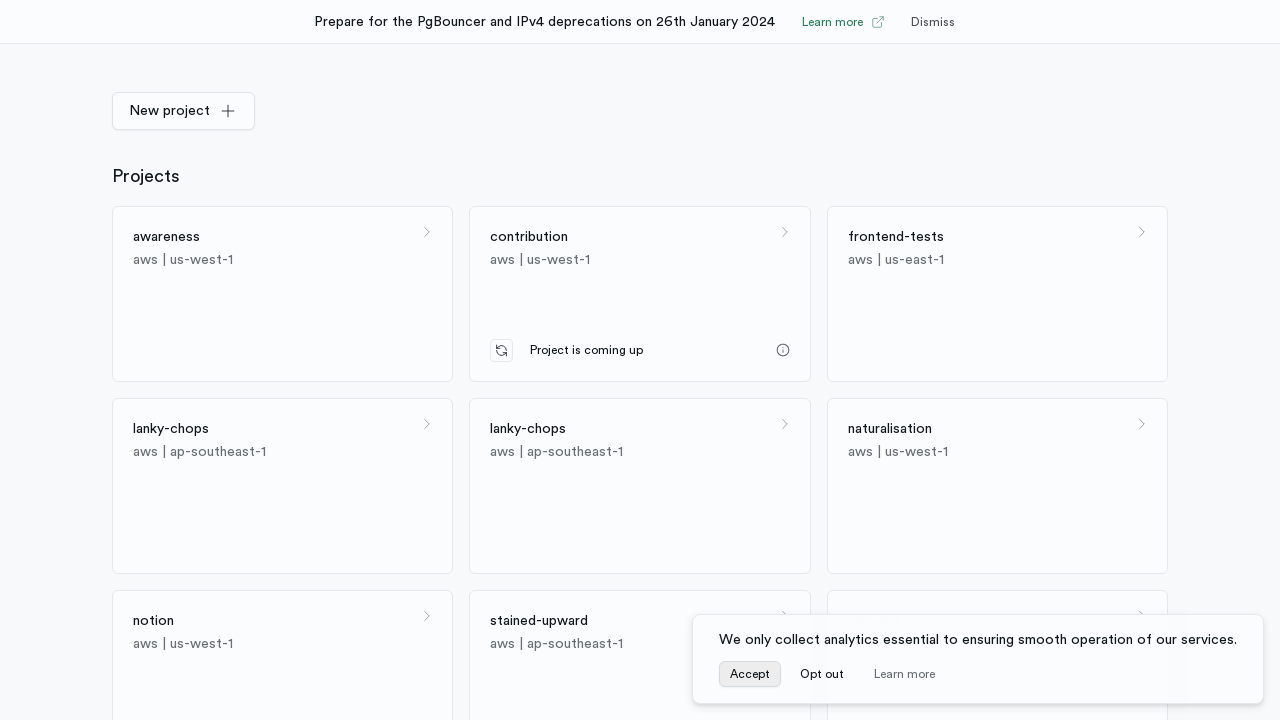 Prepare for the PgBouncer and IPv4 deprecations on 26th January 2024 Learn more Dismiss
New project
Projects
awareness
aws | us-west-1
contribution
aws | us-west-1
Project is coming up
frontend-tests
aws | us-east-1
lanky-chops
aws | ap-southeast-1
lanky-chops
aws | ap-southeast-1
naturalisation
aws | us-west-1
notion
aws | us-west-1
stained-upward
aws | ap-southeast-1
We only collect analytics essential to ensuring smooth operation of our services.
Accept Opt out Learn more